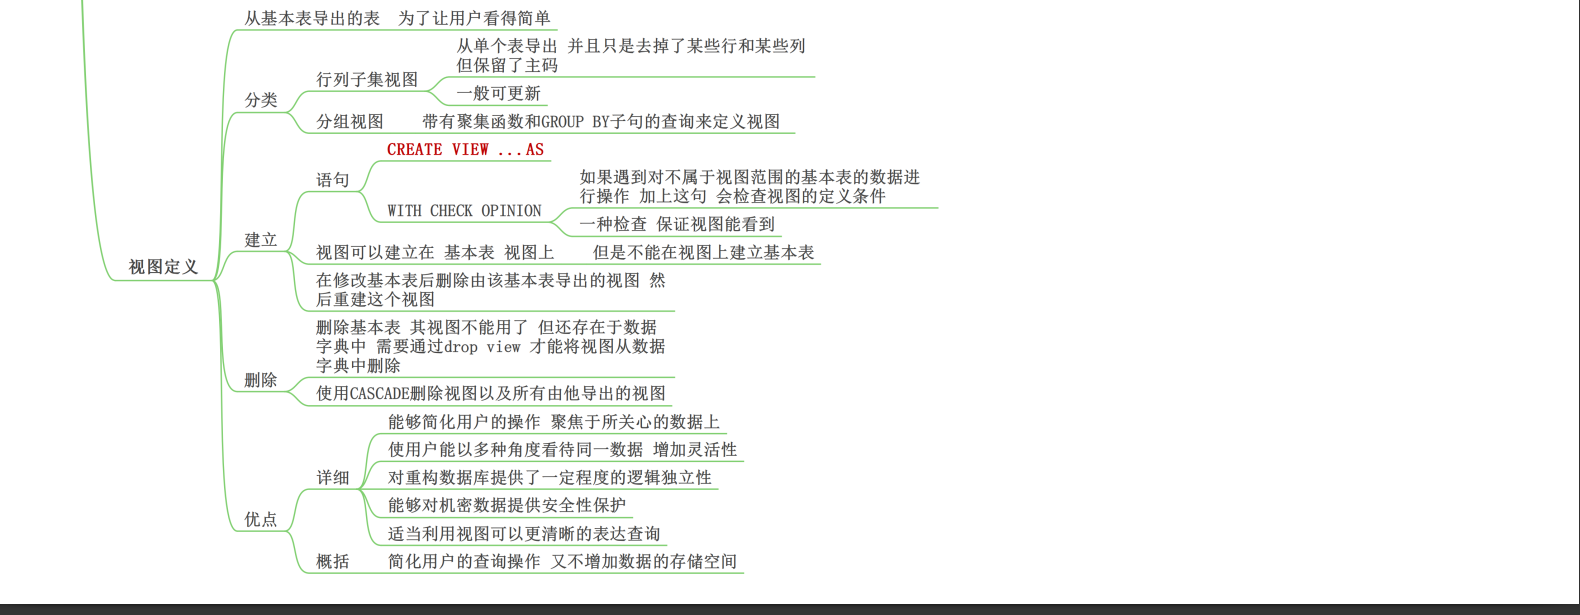 从基本表导出的表 为了让用户看得简单
从单个表导出 并且只是去掉了某些行和某些列
但保留了主码
行列子集视图
一般可更新
分类
分组视图 带有聚集函数和GROUP BY子句的查询来定义视图
CREATE VIEW ...AS
语句
如果遇到对不属于视图范围的基本表的数据进
行操作 加上这句 会检查视图的定义条件
WITH CHECK OPINION
一种检查 保证视图能看到
建立
视图可以建立在 基本表 视图上 但是不能在视图上建立基本表
视图定义
在修改基本表后删除由该基本表导出的视图 然
后重建这个视图
删除基本表 其视图不能用了 但还存在于数据
字典中 需要通过drop view 才能将视图从数据
字典中删除
删除
使用CASCADE删除视图以及所有由他导出的视图
能够简化用户的操作 聚焦于所关心的数据上
使用户能以多种角度看待同一数据 增加灵活性
详细
对重构数据库提供了一定程度的逻辑独立性
能够对机密数据提供安全性保护
优点
适当利用视图可以更清晰的表达查询
概括 简化用户的查询操作 又不增加数据的存储空间